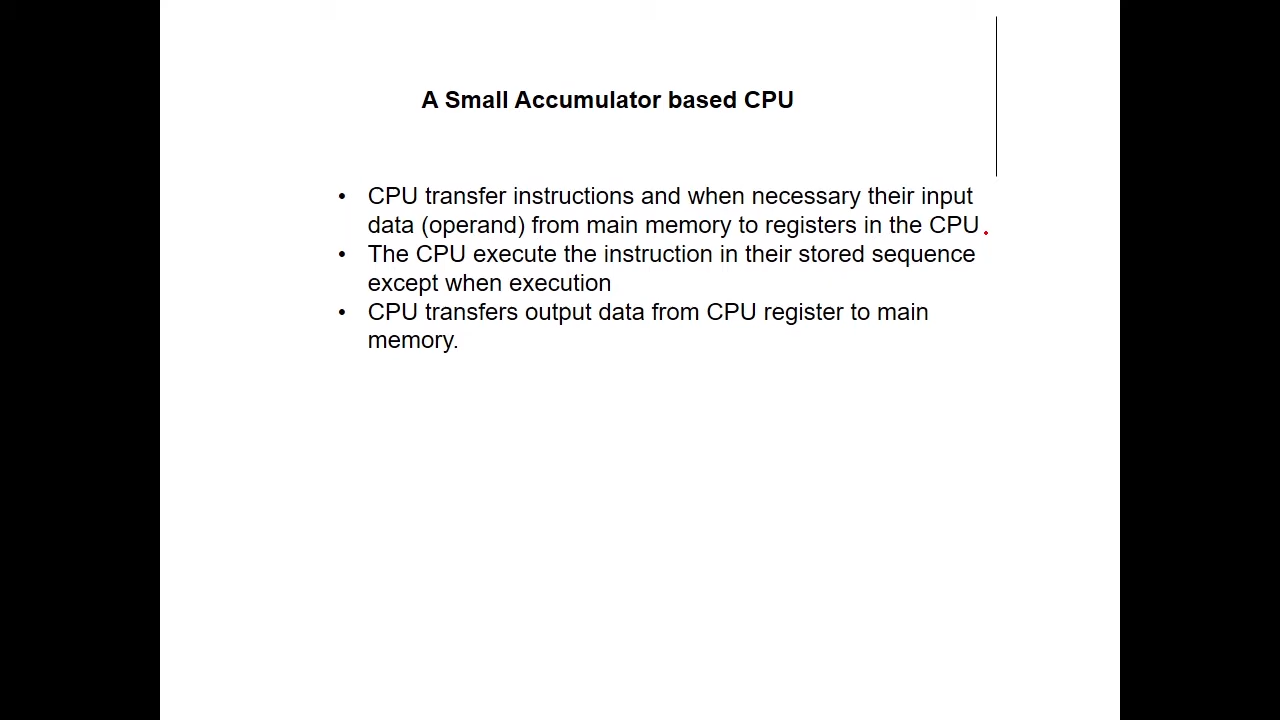 A Small Accumulator based CPU
• CPU transfer instructions and when necessary their input
data (operand) from main memory to registers in the CPU.
• The CPU execute the instruction in their stored sequence
except when execution
• CPU transfers output data from CPU register to main
memory.